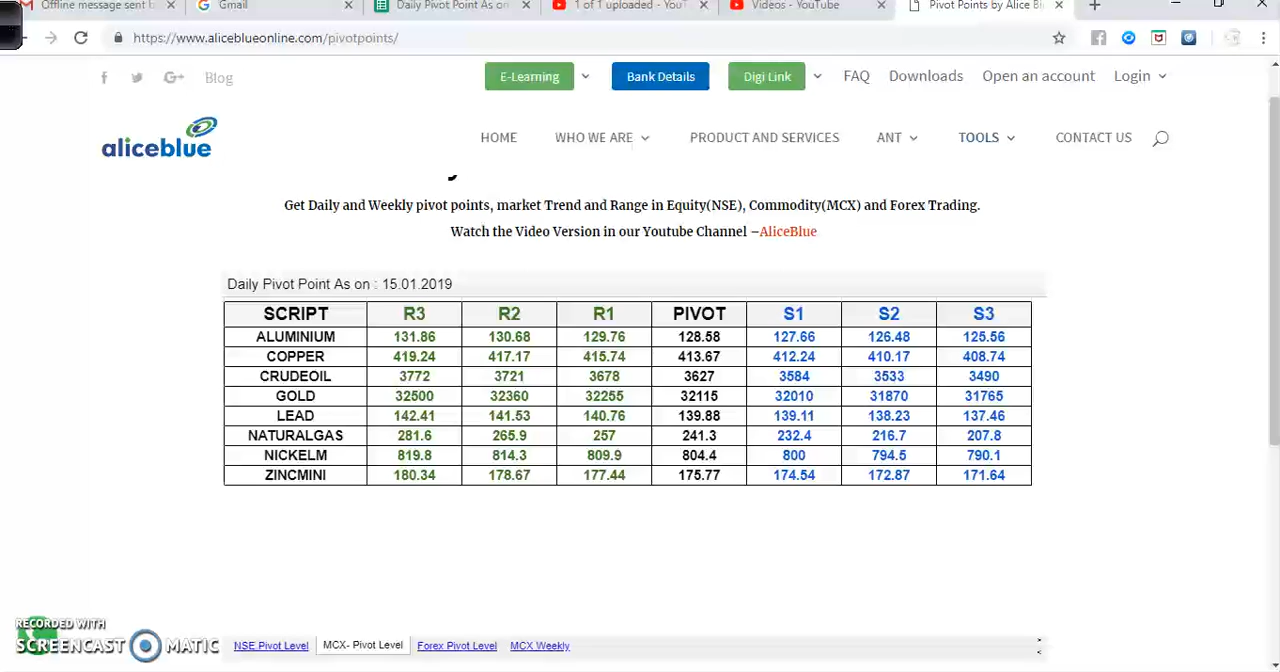 Offline message sent b
Gmail
Daily Pivot Point As on
1 of 1 uploaded - YouT
Videos - YouTube
Pivot Points by Alice Bl
https://www.aliceblueonline.com/pivotpoints/
Blog
E-Learning
Bank Details
Digi Link
FAQ
Downloads
Open an account
Login
aliceblue
HOME
WHO WE ARE
PRODUCT AND SERVICES
ANT
TOOLS
CONTACT US
Get Daily and Weekly pivot points, market Trend and Range in Equity(NSE), Commodity(MCX) and Forex Trading.
Watch the Video Version in our Youtube Channel –AliceBlue
Daily Pivot Point As on : 15.01.2019
SCRIPT R3 R2 R1 PIVOT S1 S2 S3
ALUMINIUM 131.86 130.68 129.76 128.58 127.66 126.48 125.56
COPPER 419.24 417.17 415.74 413.67 412.24 410.17 408.74
CRUDEOIL 3772 3721 3678 3627 3584 3533 3490
GOLD 32500 32360 32255 32115 32010 31870 31765
LEAD 142.41 141.53 140.76 139.88 139.11 138.23 137.46
NATURALGAS 281.6 265.9 257 241.3 232.4 216.7 207.8
NICKELM 819.8 814.3 809.9 804.4 800 794.5 790.1
ZINCMINI 180.34 178.67 177.44 175.77 174.54 172.87 171.64
RECORDED WITH
SCREENCAST MATIC
NSE Pivot Level
MCX- Pivot Level
Forex Pivot Level
MCX Weekly